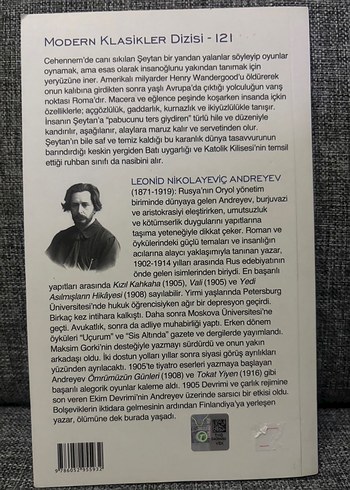 MODERN KLASİKLER DİZİSİ - 121
Cehennem'de canı sıkılan Şeytan bir yandan yalanlar söyleyip oyunlar
oynamak, ama esas olarak insanoğlunu yakından tanımak için
yeryüzüne iner. Amerikalı milyarder Henry Wandergood'u öldürerek
onun kalıbına girdikten sonra yaşlı Avrupa'da çıktığı yolculuğun varış
noktası Roma'dır. Macera ve eğlence peşinde koşarken insanda içkin
özelliklerle; açgözlülük, gaddarlık, kurnazlık ve ikiyüzlülükle tanışır.
İnsanın Şeytan'a "pabucunu ters giydiren" türlü hile ve düzeniyle
kandırılır, aşağılanır, alaylara maruz kalır ve servetinden olur.
Şeytan'ın bile saf ve temiz kaldığı bu karanlık dünya tasavvurunun
barındırdığı keskin yergiden Batı uygarlığı ve Katolik Kilisesi'nin temsil
ettiği ruhban sınıfı da nasibini alır.
LEONİD NİKOLAYEVİÇ ANDREYEV
(1871-1919): Rusya'nın Oryol yönetim
biriminde dünyaya gelen Andreyev, burjuvazi
ve aristokrasiyi eleştirirken, umutsuzluk
ve kötümserlik duygularını yapıtlarına
taşıma yeteneğiyle dikkat çeker. Roman ve
öykülerindeki güçlü temaları ve insanlığın
acılarına alaycı yaklaşımıyla tanınan yazar,
1902-1914 yılları arasında Rus edebiyatının
önde gelen isimlerinden biriydi. En başarılı
yapıtları arasında Kızıl Kahkaha (1905), Vali (1905) ve Yedi
Asılmışların Hikâyesi (1908) sayılabilir. Yirmi yaşlarında Petersburg
Üniversitesi'nde hukuk öğrencisiyken ağır bir depresyon geçirdi.
Birkaç kez intihara kalkıştı. Daha sonra Moskova Üniversitesi'ne
geçti. Avukatlık, sonra da adliye muhabirliği yaptı. Erken dönem
öyküleri "Uçurum" ve "Sis Altında" gazete ve dergilerde yayımlandı.
Maksim Gorki'nin desteğiyle yazmayı sürdürdü ve onun yakın
arkadaşı oldu. İki dostun yolları yıllar sonra siyasi görüş ayrılıkları
yüzünden ayrılacaktı. 1905'te tiyatro eserleri yazmaya başlayan
Andreyev Ömrümüzün Günleri (1908) ve Tokat Yiyen (1916) gibi
başarılı alegorik oyunlar kaleme aldı. 1905 Devrimi ve çarlık rejimine
son veren Ekim Devrimi'nin Andreyev üzerinde sarsıcı bir etkisi oldu.
Bolşeviklerin iktidara gelmesinin ardından Finlandiya'ya yerleşen
yazar, ölümüne dek burada yaşadı.